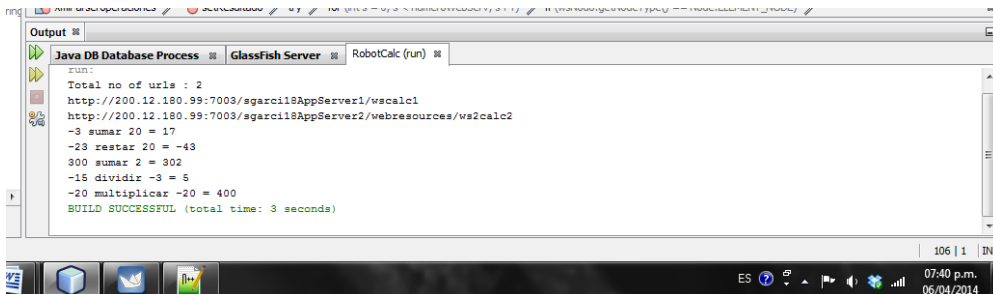 Output
Java DB Database Process GlassFish Server RobotCalc (run)
run:
Total no of urls : 2
http://200.12.180.99:7003/sgarci18AppServer1/wscalc1
http://200.12.180.99:7003/sgarci18AppServer2/webresources/ws2calc2
-3 sumar 20 = 17
-23 restar 20 = -43
300 sumar 2 = 302
-15 dividir -3 = 5
-20 multiplicar -20 = 400
BUILD SUCCESSFUL (total time: 3 seconds)
106 | 1 IN
ES 07:40 p.m.
06/04/2014